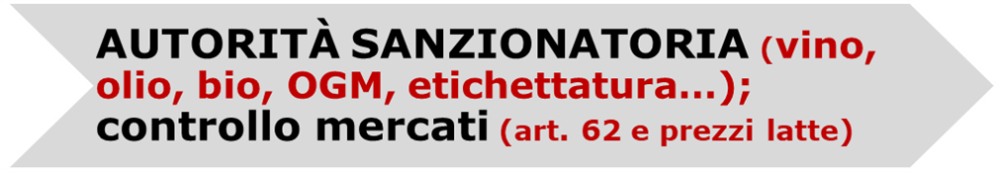 AUTORITÀ SANZIONATORIA (vino,
olio, bio, OGM, etichettatura...);
controllo mercati (art. 62 e prezzi latte)